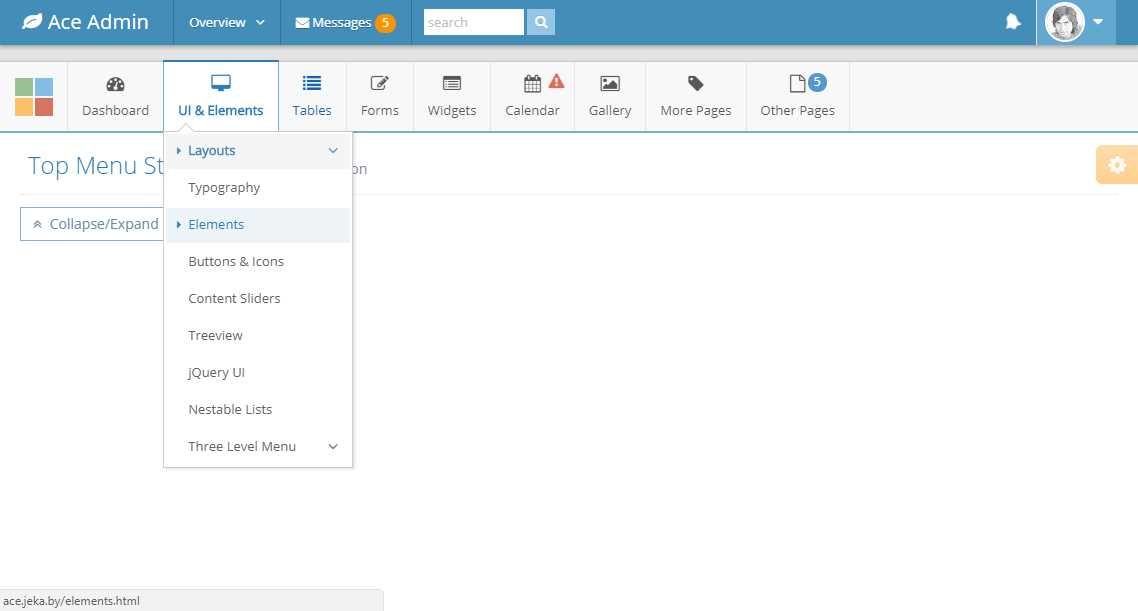 Ace Admin
Overview
Messages 5
search
Dashboard
UI & Elements
Tables
Forms
Widgets
Calendar
Gallery
More Pages
5
Other Pages
Top Menu St
on
Collapse/Expand
Layouts
Typography
Elements
Buttons & Icons
Content Sliders
Treeview
jQuery UI
Nestable Lists
Three Level Menu
ace.jeka.by/elements.html